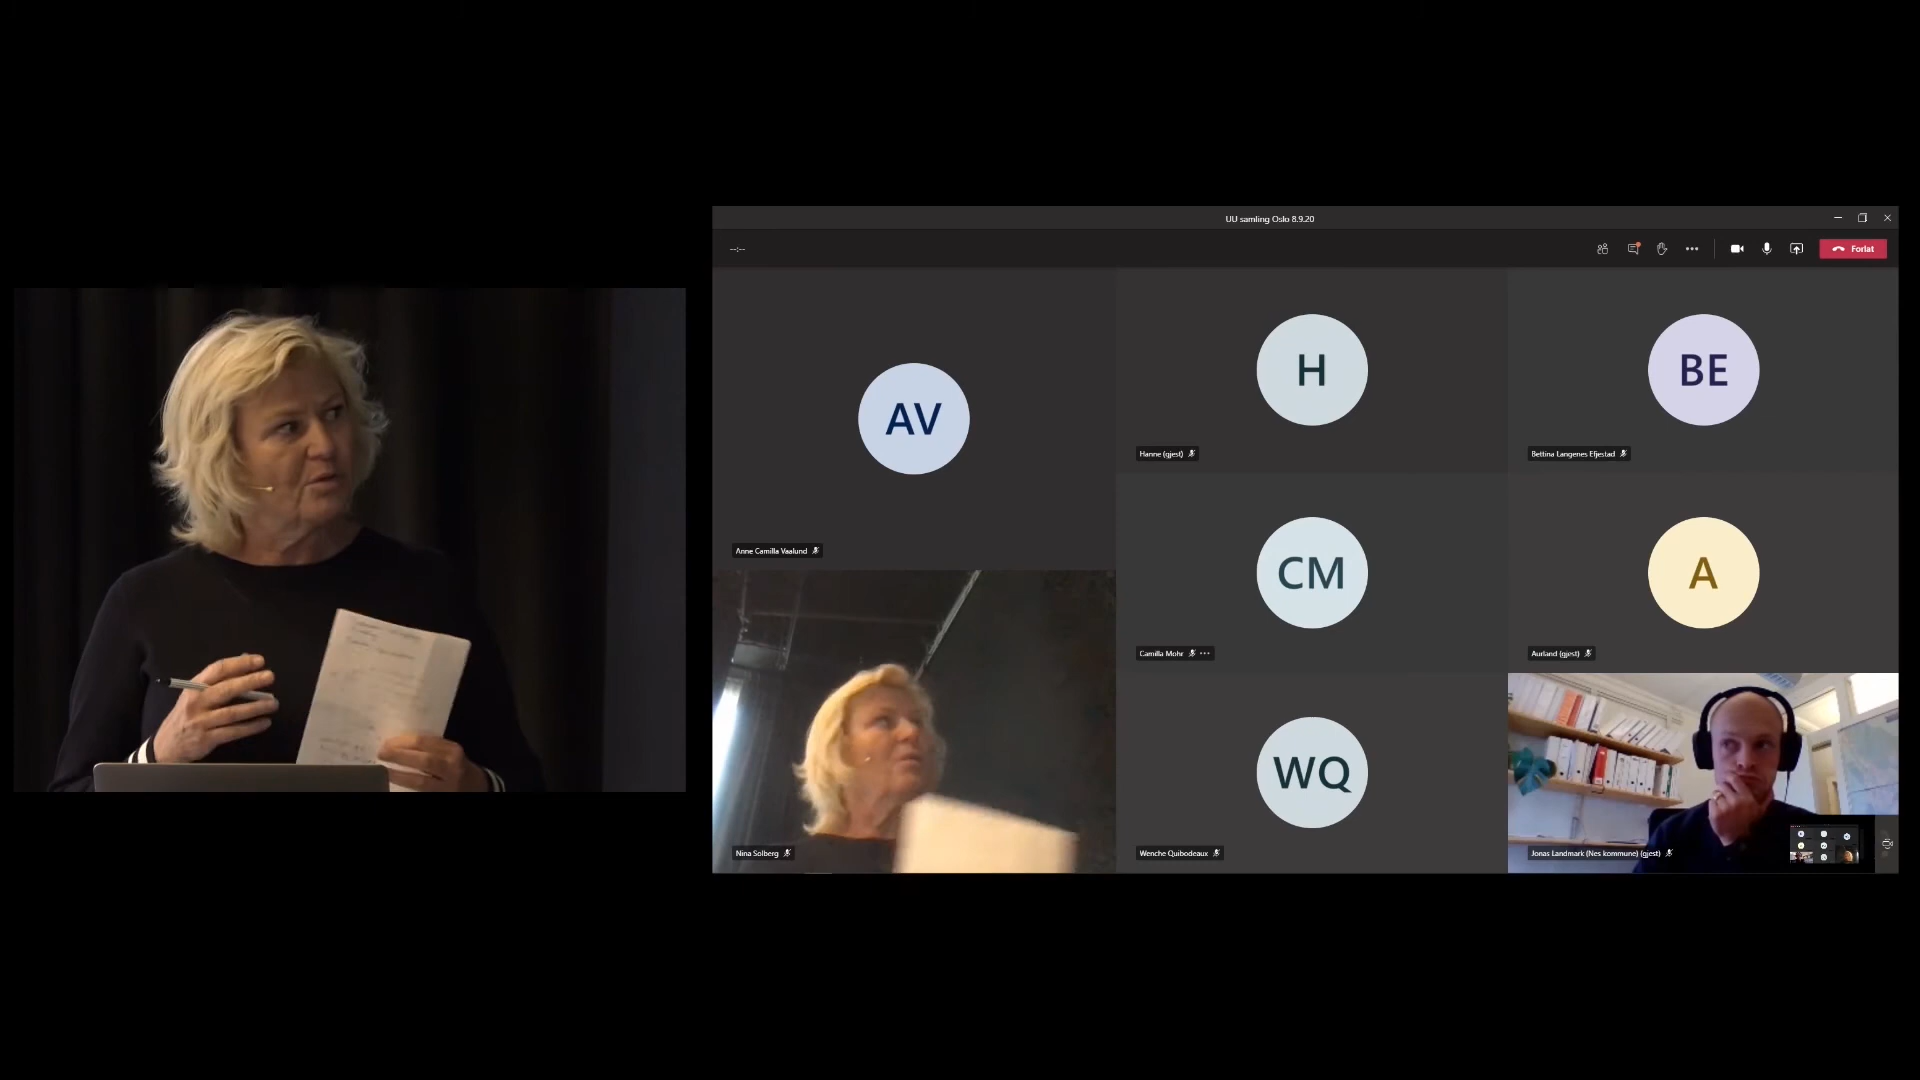 UU samling Oslo 8.9.20
--:--
Forlat
AV
Anne Camilla Vaalund
H
Hanne (gjest)
BE
Bettina Langenes Efjestad
CM
Camilla Mohr
A
Aurland (gjest)
Nina Solberg
WQ
Wenche Quibodeaux
Jonas Landmark (Nes kommune) (gjest)